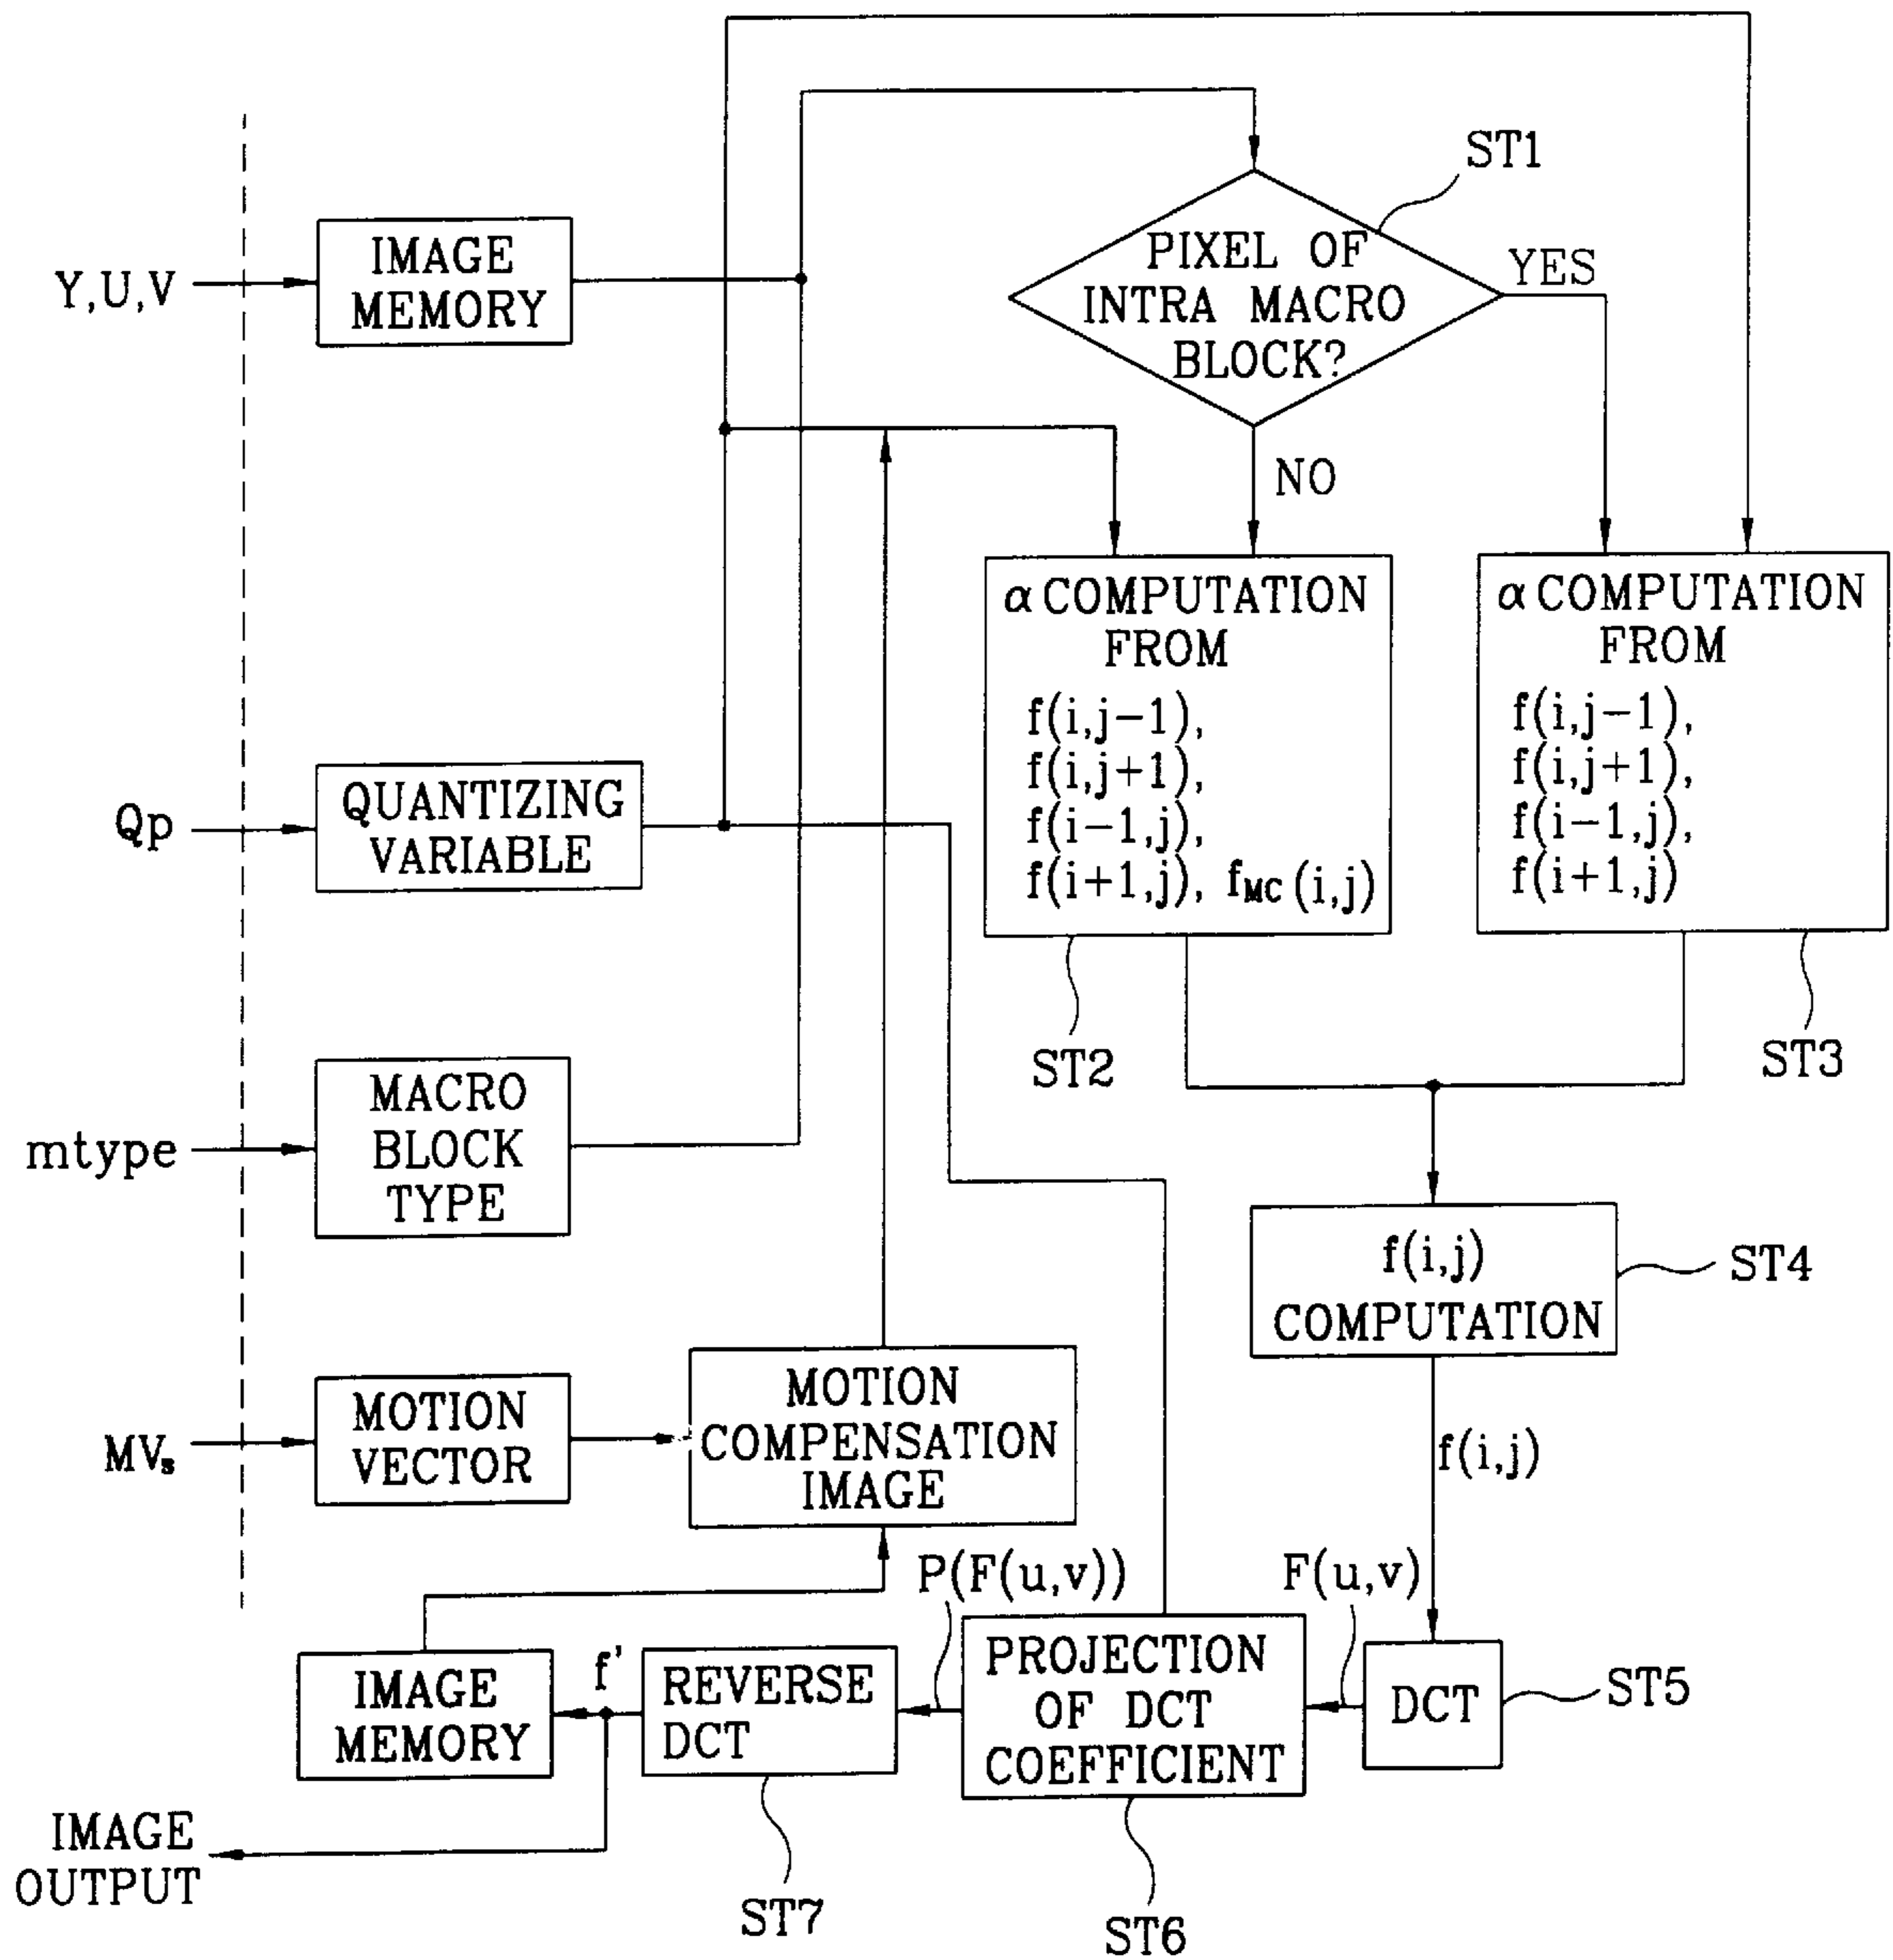 ST1
Y,U,V
IMAGE
MEMORY
PIXEL OF
INTRA MACRO
BLOCK?
YES
NO
Qp
QUANTIZING
VARIABLE
α COMPUTATION
FROM
f(i,j-1),
f(i,j+1),
f(i-1,j),
f(i+1,j), fMC(i,j)
ST2
α COMPUTATION
FROM
f(i,j-1),
f(i,j+1),
f(i-1,j),
f(i+1,j)
ST3
mtype
MACRO
BLOCK
TYPE
f(i,j)
COMPUTATION
ST4
MVs
MOTION
VECTOR
MOTION
COMPENSATION
IMAGE
f(i,j)
P(F(u,v))
F(u,v)
IMAGE
MEMORY
f'
REVERSE
DCT
PROJECTION
OF DCT
COEFFICIENT
DCT
ST5
IMAGE
OUTPUT
ST7
ST6